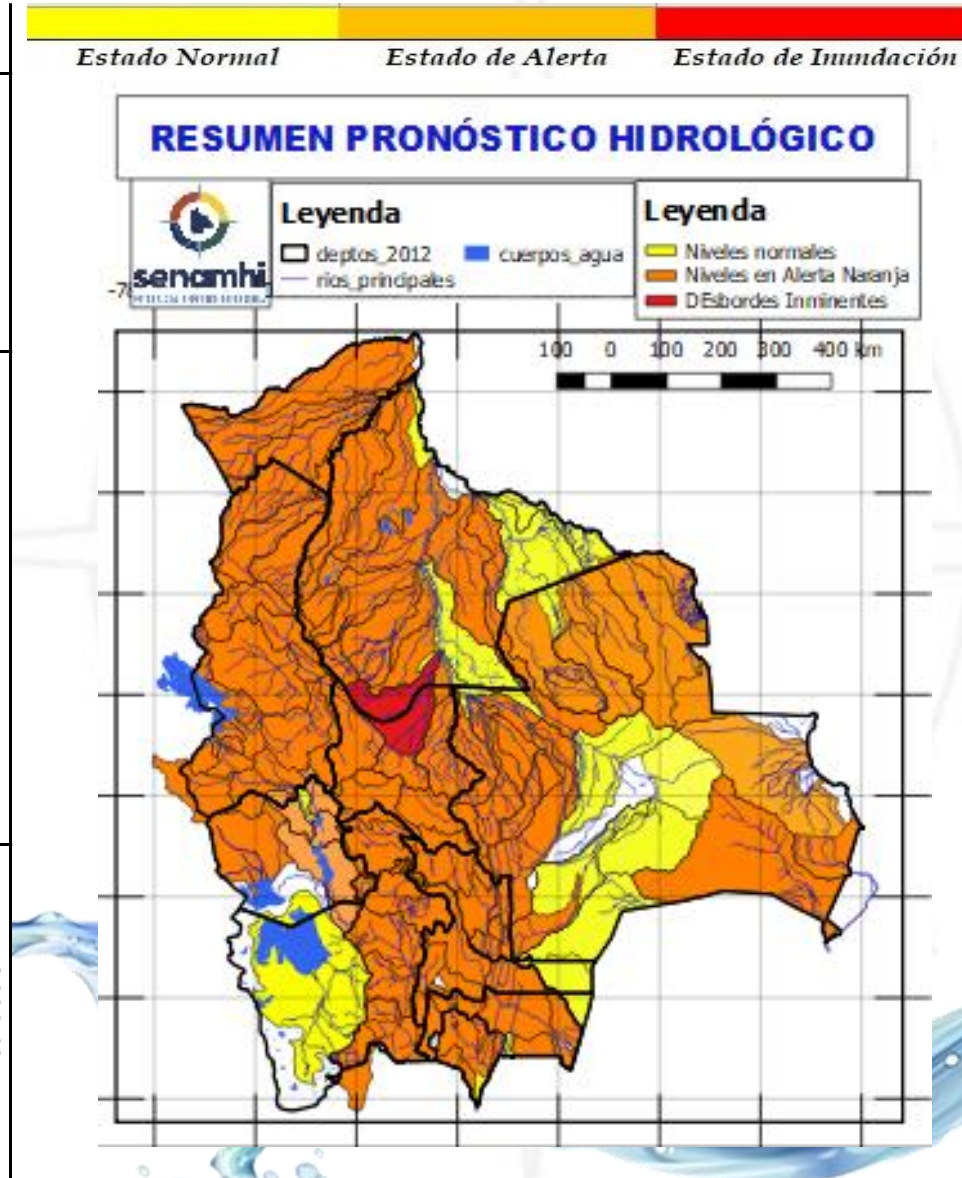 Estado Normal Estado de Alerta Estado de Inundación
RESUMEN PRONÓSTICO HIDROLÓGICO
senamhi
Leyenda
deptos_2012 cuerpos_agua
rios_principales
Leyenda
Niveles normales
Niveles en Alerta Naranja
DEsbordes Inminentes
100 0 100 200 300 400 km